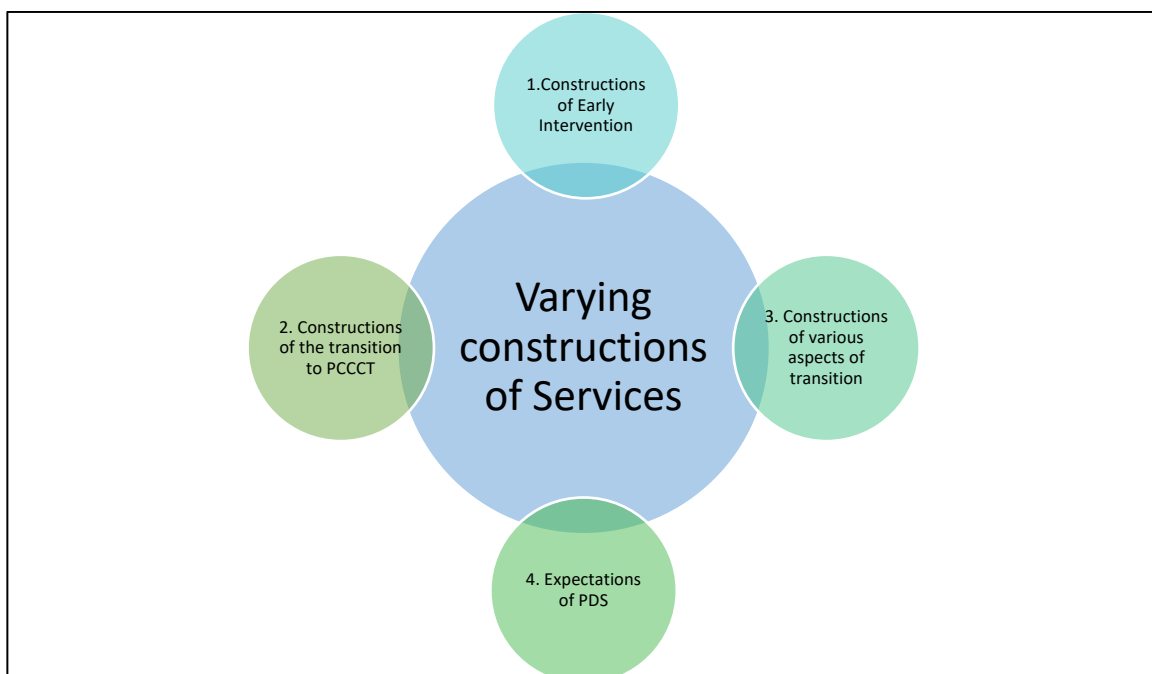 1.Constructions
of Early
Intervention
Varying
constructions
of Services
2. Constructions
of the transition
to PCCCT
3. Constructions
of various
aspects of
transition
4. Expectations
of PDS